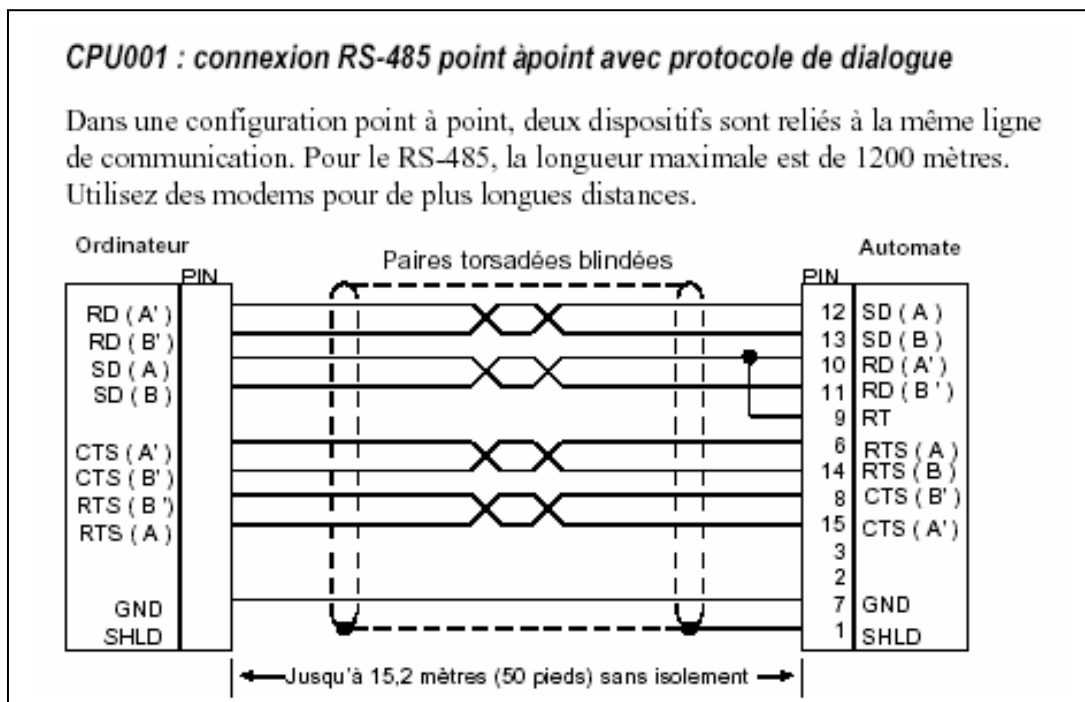 CPU001 : connexion RS-485 point àpoint avec protocole de dialogue
Dans une configuration point à point, deux dispositifs sont reliés à la même ligne
de communication. Pour le RS-485, la longueur maximale est de 1200 mètres.
Utilisez des modems pour de plus longues distances.
Ordinateur
PIN
Paires torsadées blindées
Automate
PIN
RD ( A' )
12 SD ( A )
RD ( B' )
13 SD ( B )
SD ( A )
10 RD ( A' )
SD ( B )
11 RD ( B ' )
9 RT
CTS ( A' )
6 RTS ( A )
CTS ( B' )
14 RTS ( B )
RTS ( B ')
8 CTS ( B' )
RTS ( A )
15 CTS ( A' )
3
2
GND
7 GND
SHLD
1 SHLD
Jusqu'à 15,2 mètres (50 pieds) sans isolement